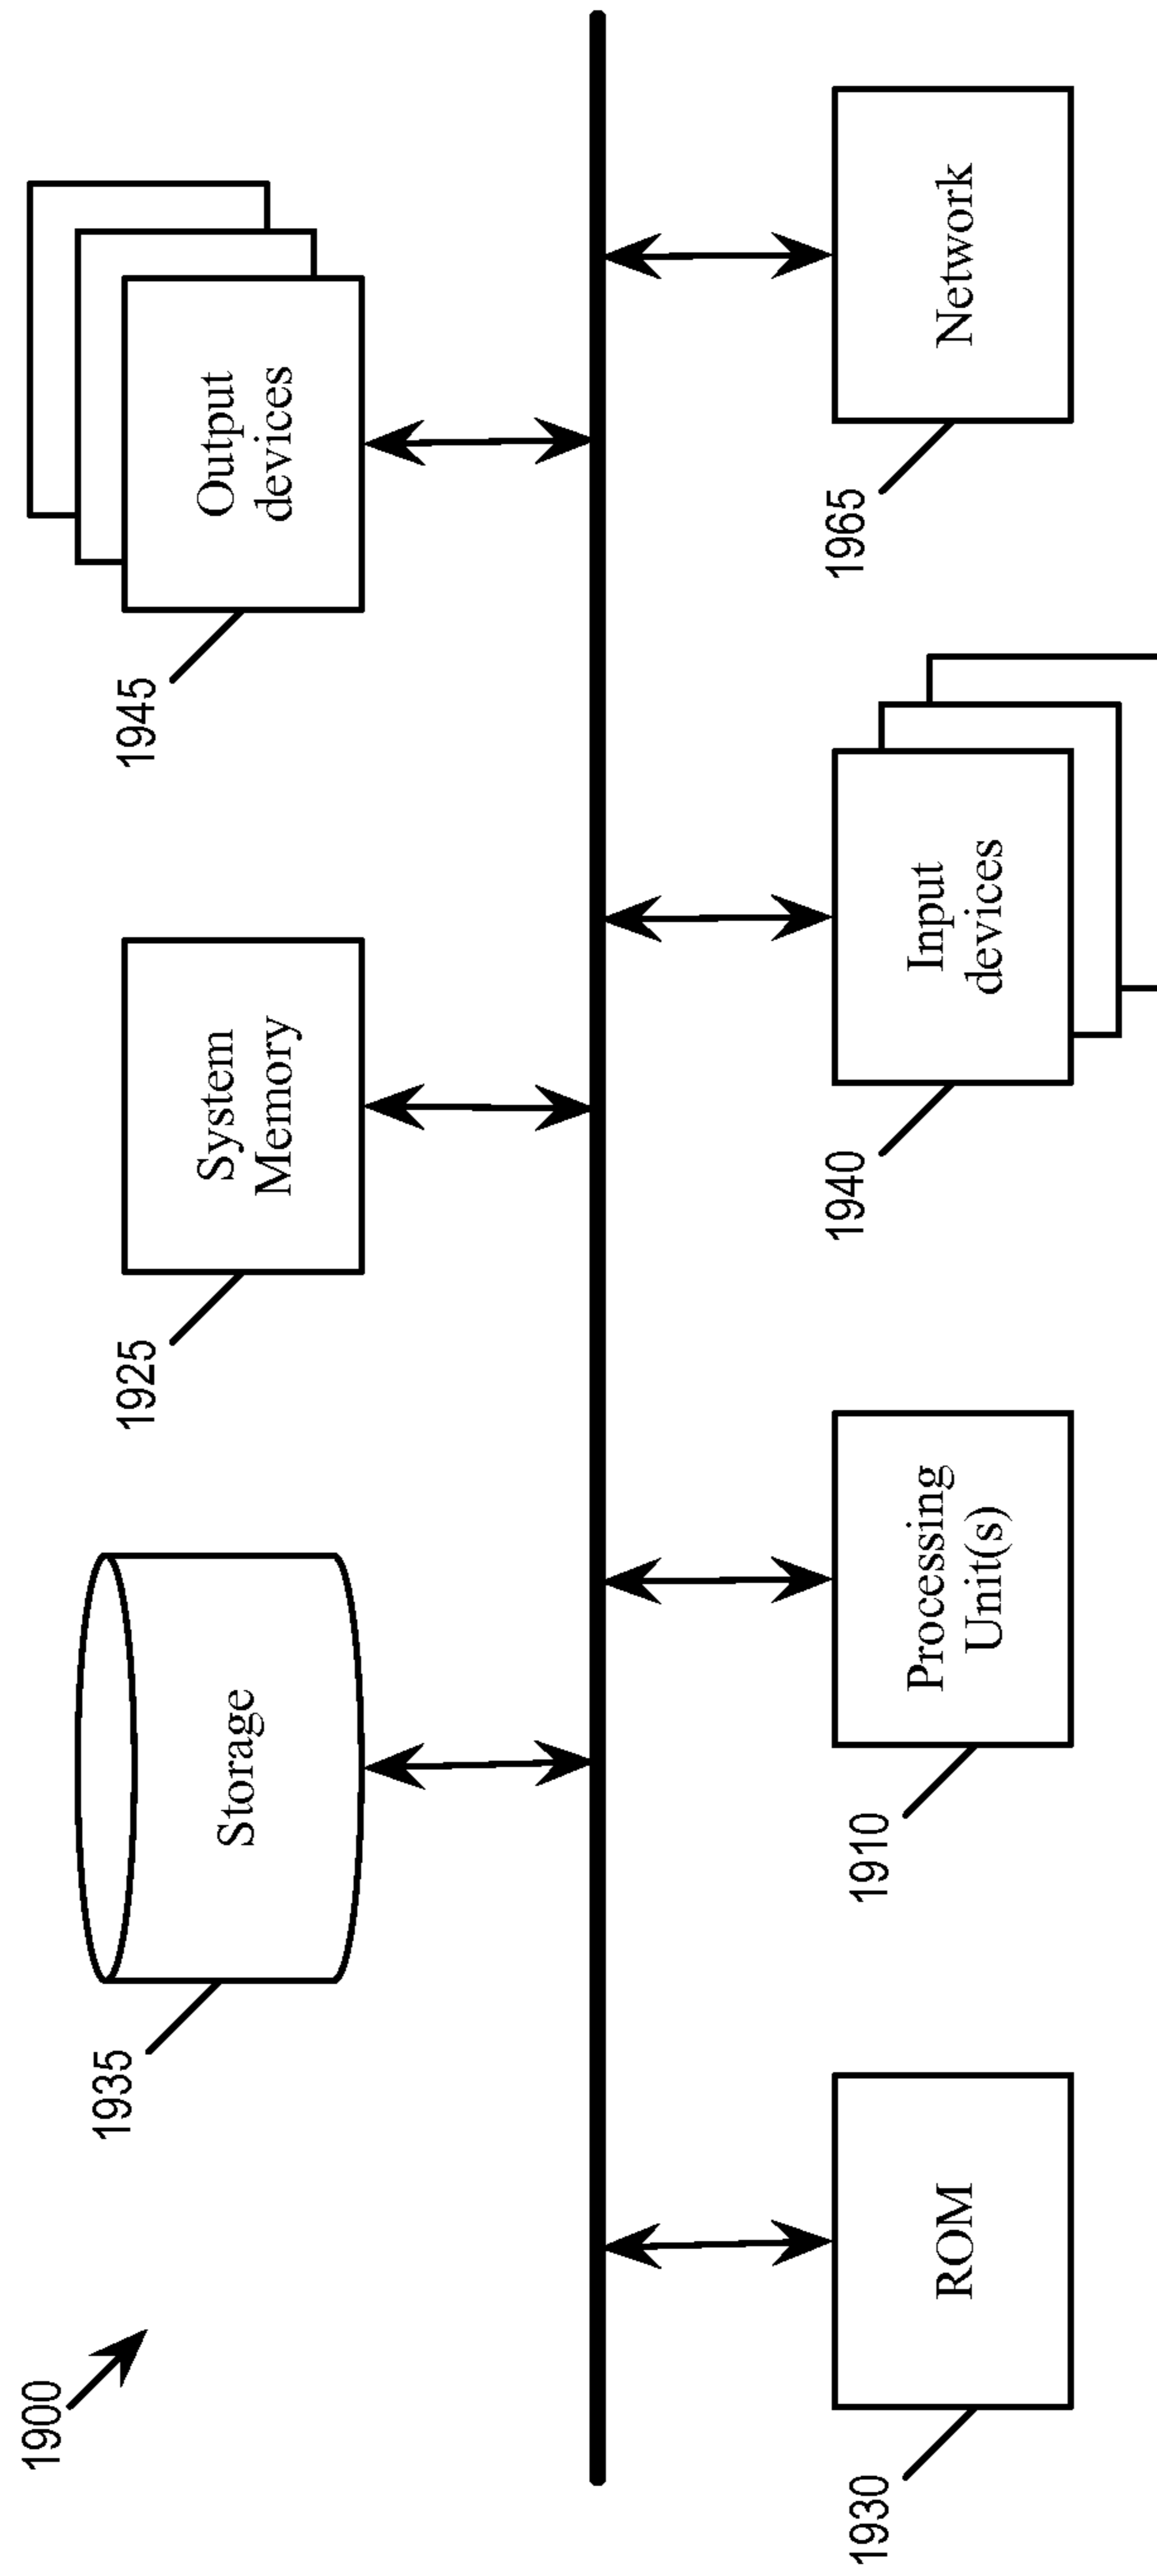 1900
1935
Storage
1925
System
Memory
1945
Output
devices
1930
ROM
1910
Processing
Unit(s)
1940
Input
devices
1965
Network